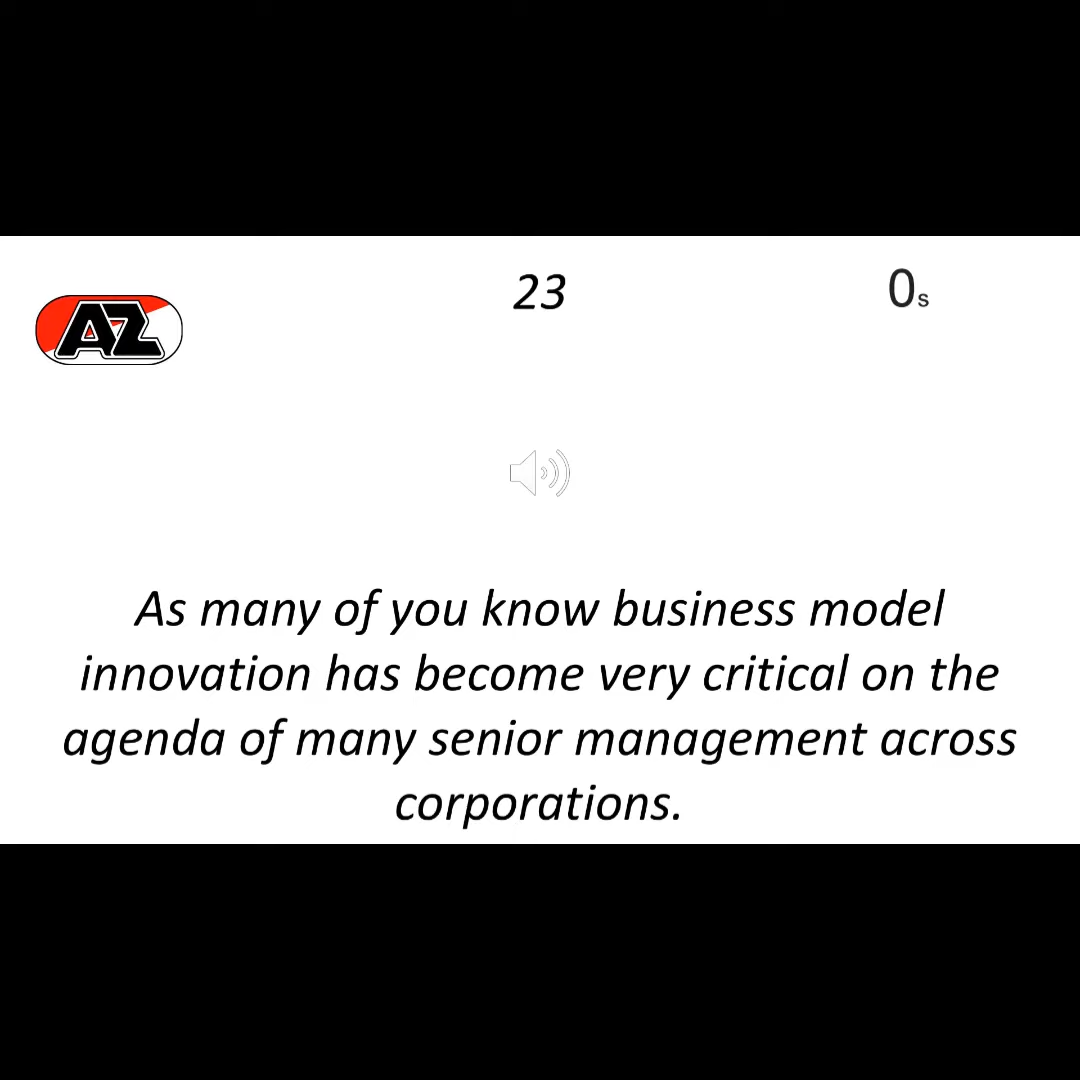 23
0s
AZ
As many of you know business model
innovation has become very critical on the
agenda of many senior management across
corporations.